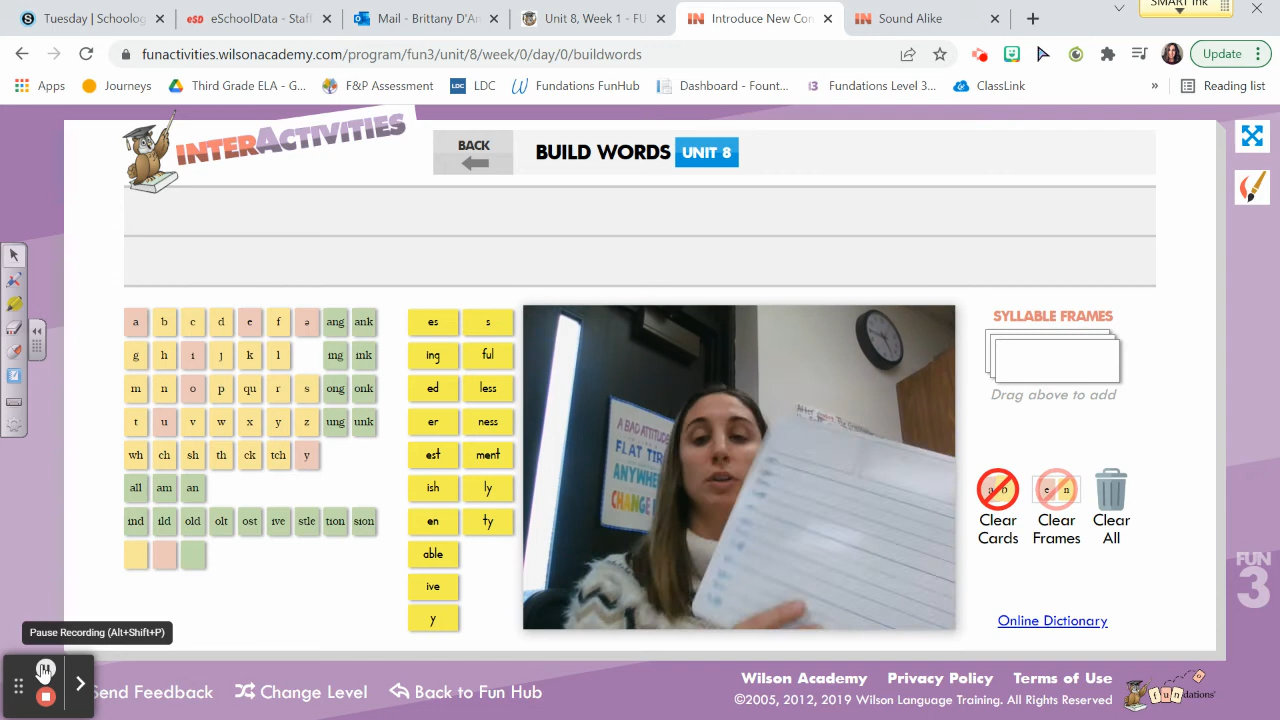 Tuesday | Schoolog
eSchoolData - Staf
Mail - Brittany D'An
Unit 8, Week 1 - FU
Introduce New Con
Sound Alike
SMART Ink
funactivities.wilsonacademy.com/program/fun3/unit/8/week/0/day/0/buildwords
Update
Apps
Journeys
Third Grade ELA - G...
F&P Assessment
LDC
LDC
Fundations FunHub
Dashboard - Fount...
Fundations Level 3...
ClassLink
»
Reading list
INTERACTIVITIES
BACK
BUILD WORDS UNIT 8
a b c d e f ə ang ank
g h i j k l ing ink
m n o p qu r s ong onk
t u v w x y z ung unk
wh ch sh th ck tch y
all am an
ind ild old olt ost ive stle tion sion
es s
ing ful
ed less
er ness
est ment
ish ly
en ty
able
ive
y
A BAD ATTITUDE
FLAT TIR
ANYWHER
CHANGE
SYLLABLE FRAMES
Drag above to add
a b
e n
Clear Cards
Clear Frames
Clear All
Online Dictionary
FUN
3
Pause Recording (Alt+Shift+P)
Send Feedback
Change Level
Back to Fun Hub
Wilson Academy
Privacy Policy
Terms of Use
©2005, 2012, 2019 Wilson Language Training. All Rights Reserved
fundations